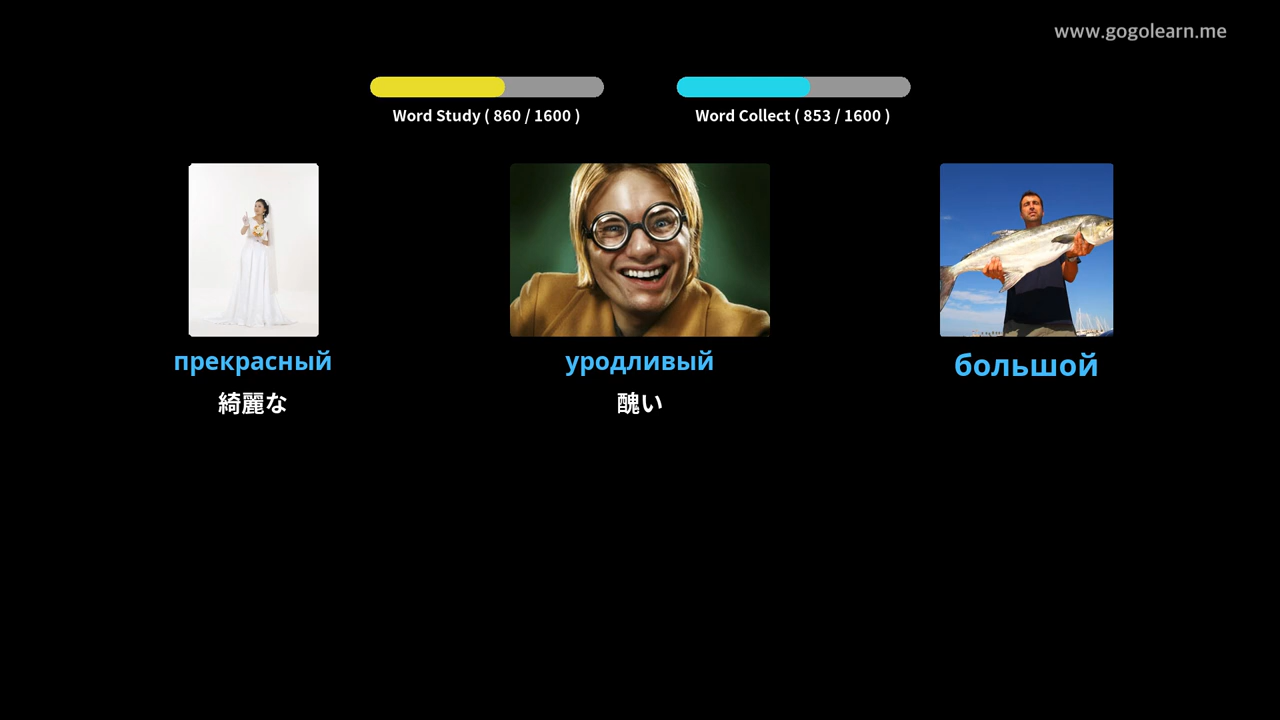 www.gogolearn.me
Word Study ( 860 / 1600 )
Word Collect ( 853 / 1600 )
прекрасный
綺麗な
уродливый
醜い
большой